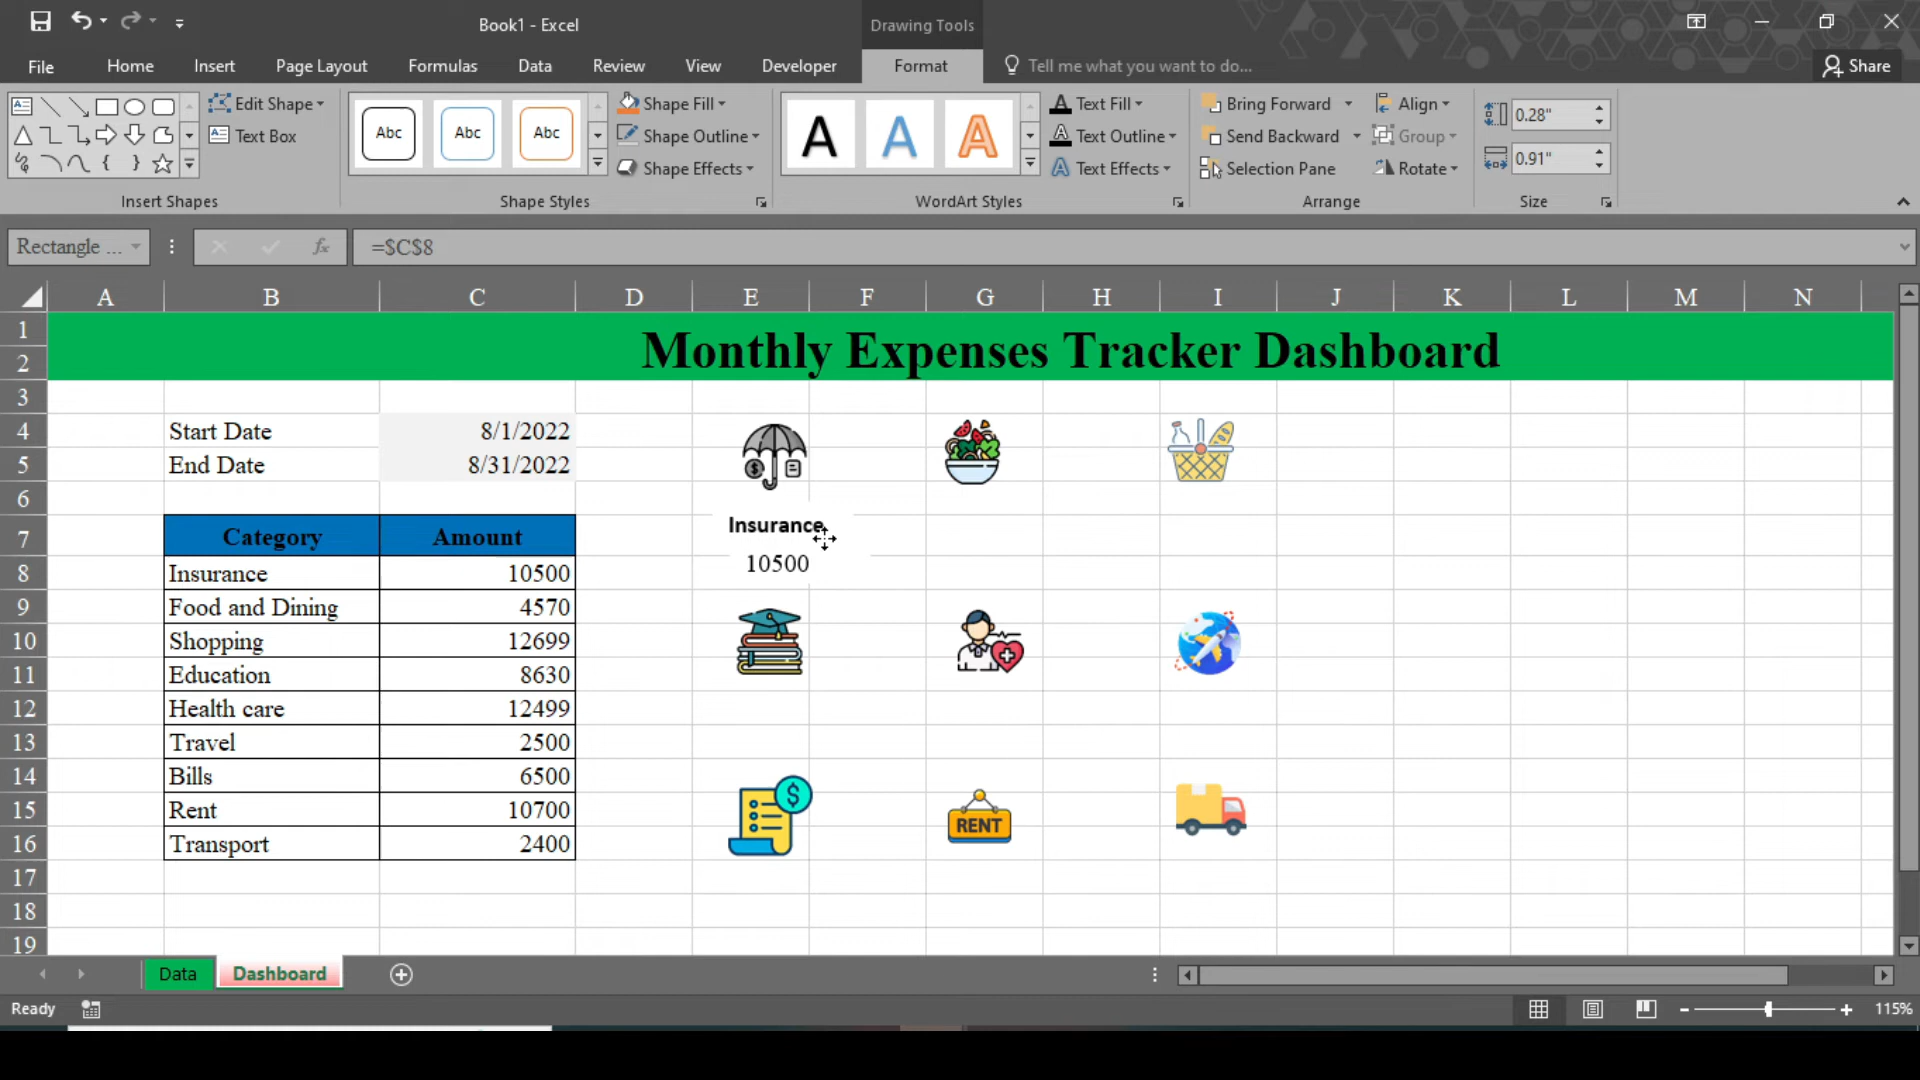 Book1 - Excel
Drawing Tools
File Home Insert Page Layout Formulas Data Review View Developer Format Tell me what you want to do... Share
Edit Shape
Text Box
Insert Shapes
Abc Abc Abc
Shape Fill
Shape Outline
Shape Effects
Shape Styles
A A A
Text Fill
Text Outline
Text Effects
WordArt Styles
Bring Forward
Send Backward
Selection Pane
Align
Group
Rotate
Arrange
0.28"
0.91"
Size
Rectangle ... fx =$C$8
A B C D E F G H I J K L M N
1
2
Monthly Expenses Tracker Dashboard
3
4 Start Date 8/1/2022
5 End Date 8/31/2022
6
7 Category Amount
8 Insurance 10500
9 Food and Dining 4570
10 Shopping 12699
11 Education 8630
12 Health care 12499
13 Travel 2500
14 Bills 6500
15 Rent 10700
16 Transport 2400
17
18
19
Insurance
10500
$
RENT
Data Dashboard
Ready 115%